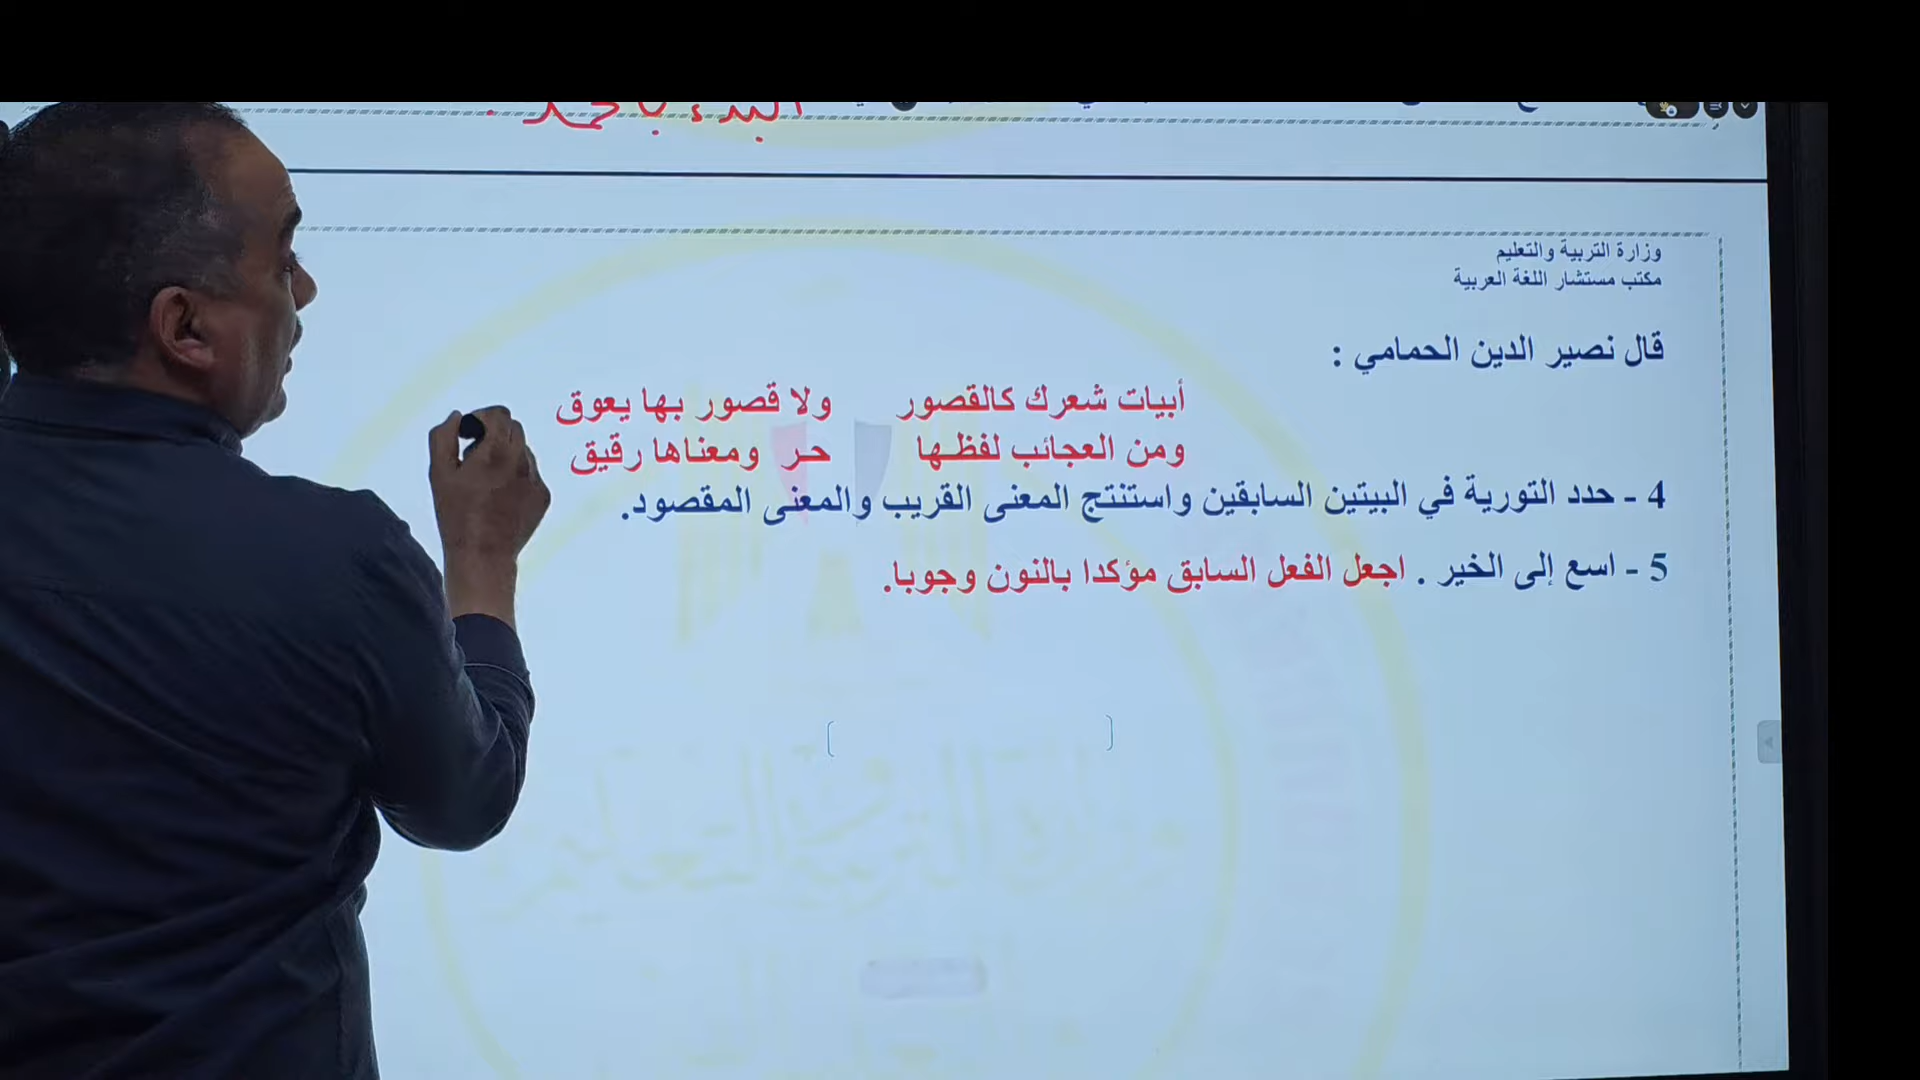 البدء بالحمد .
وزارة التربية والتعليم
مكتب مستشار اللغة العربية
قال نصير الدين الحمامي :
أبيات شعرك كالقصور ولا قصور بها يعوق
ومن العجائب لفظها حر ومعناها رقيق
4 - حدد التورية في البيتين السابقين واستنتج المعنى القريب والمعنى المقصود.
5 - اسع إلى الخير . اجعل الفعل السابق مؤكدا بالنون وجوبا.
( )